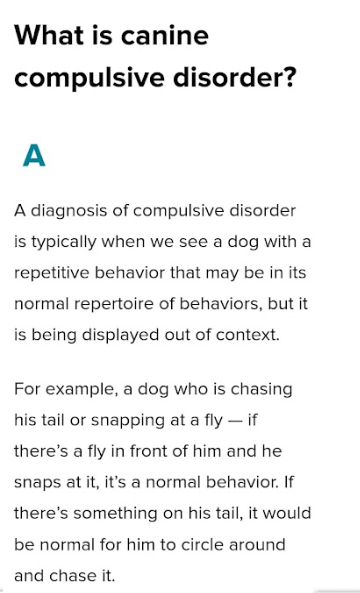 What is canine
compulsive disorder?
A
A diagnosis of compulsive disorder
is typically when we see a dog with a
repetitive behavior that may be in its
normal repertoire of behaviors, but it
is being displayed out of context.
For example, a dog who is chasing
his tail or snapping at a fly — if
there's a fly in front of him and he
snaps at it, it's a normal behavior. If
there's something on his tail, it would
be normal for him to circle around
and chase it.